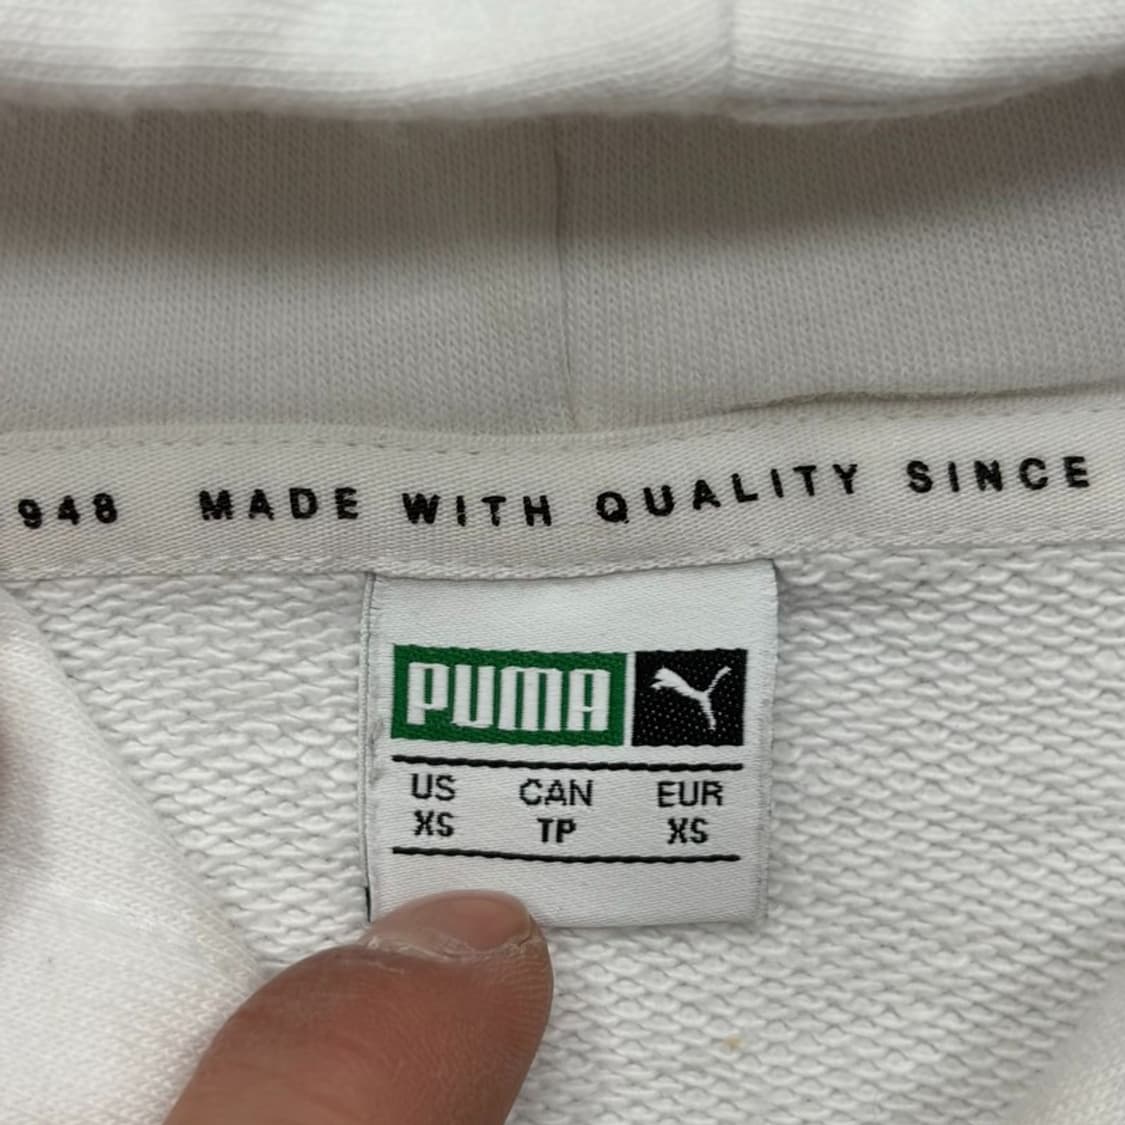 948 MADE WITH QUALITY SINCE
PUMA
US CAN EUR
XS TP XS